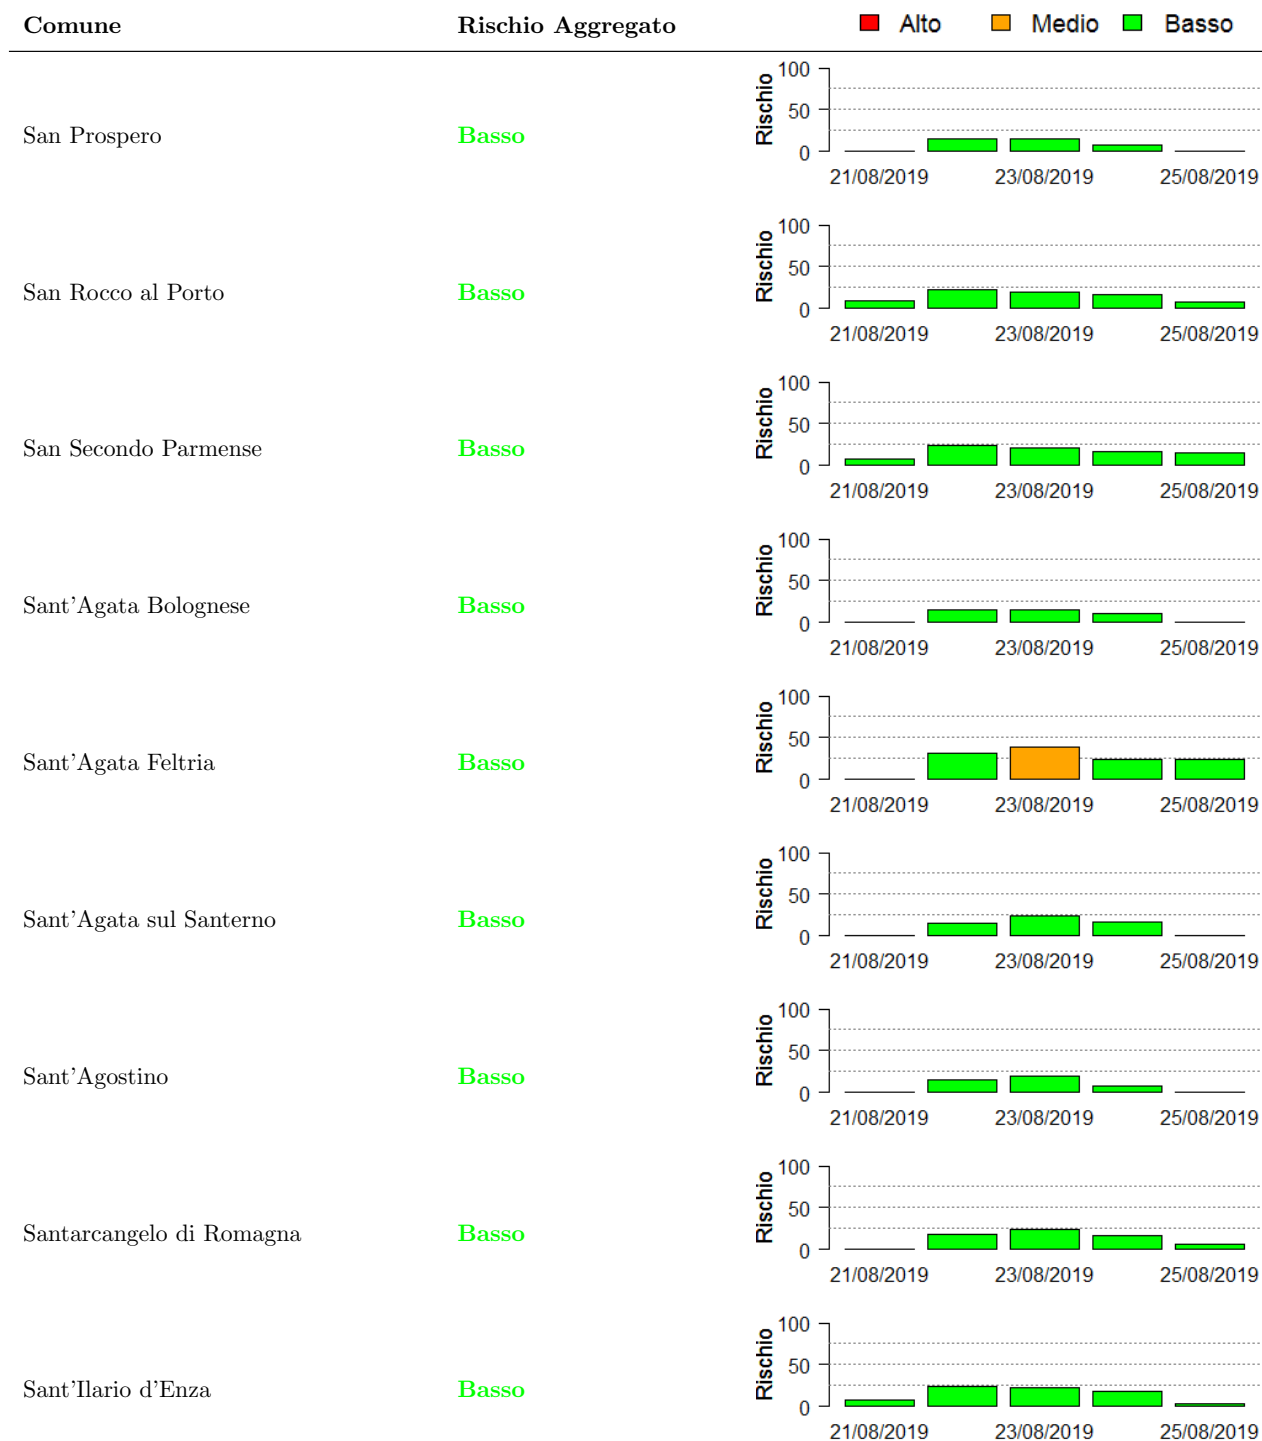 Comune Rischio Aggregato Alto Medio Basso
100
50
0
Rischio
San Prospero Basso
21/08/2019 23/08/2019 25/08/2019
100
50
0
Rischio
San Rocco al Porto Basso
21/08/2019 23/08/2019 25/08/2019
100
50
0
Rischio
San Secondo Parmense Basso
21/08/2019 23/08/2019 25/08/2019
100
50
0
Rischio
Sant'Agata Bolognese Basso
21/08/2019 23/08/2019 25/08/2019
100
50
0
Rischio
Sant'Agata Feltria Basso
21/08/2019 23/08/2019 25/08/2019
100
50
0
Rischio
Sant'Agata sul Santerno Basso
21/08/2019 23/08/2019 25/08/2019
100
50
0
Rischio
Sant'Agostino Basso
21/08/2019 23/08/2019 25/08/2019
100
50
0
Rischio
Santarcangelo di Romagna Basso
21/08/2019 23/08/2019 25/08/2019
100
50
0
Rischio
Sant'Ilario d'Enza Basso
21/08/2019 23/08/2019 25/08/2019